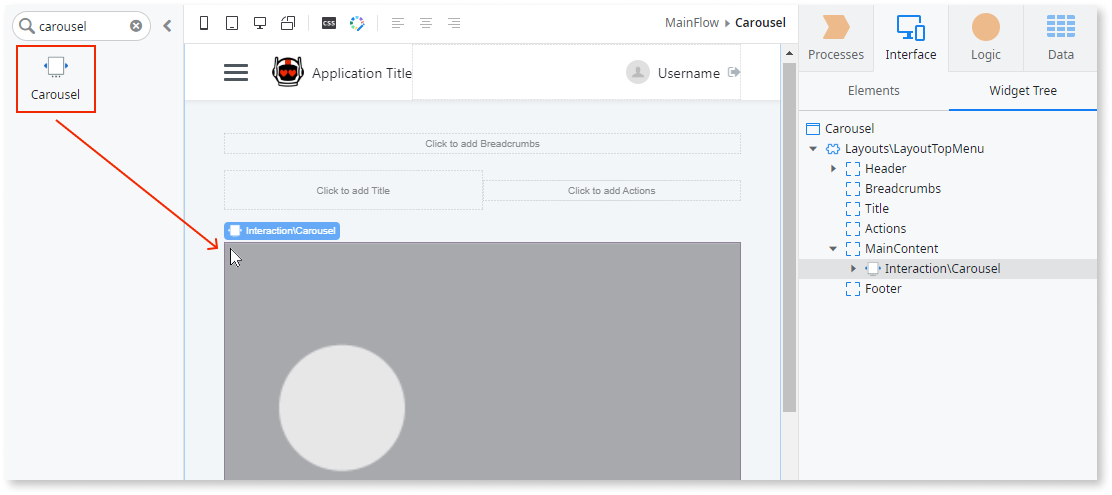 carousel
Carousel
css
MainFlow Carousel
Application Title
Username
Click to add Breadcrumbs
Click to add Title
Click to add Actions
Interaction\Carousel
Processes
Interface
Logic
Data
Elements
Widget Tree
Carousel
Layouts\LayoutTopMenu
Header
Breadcrumbs
Title
Actions
MainContent
Interaction\Carousel
Footer